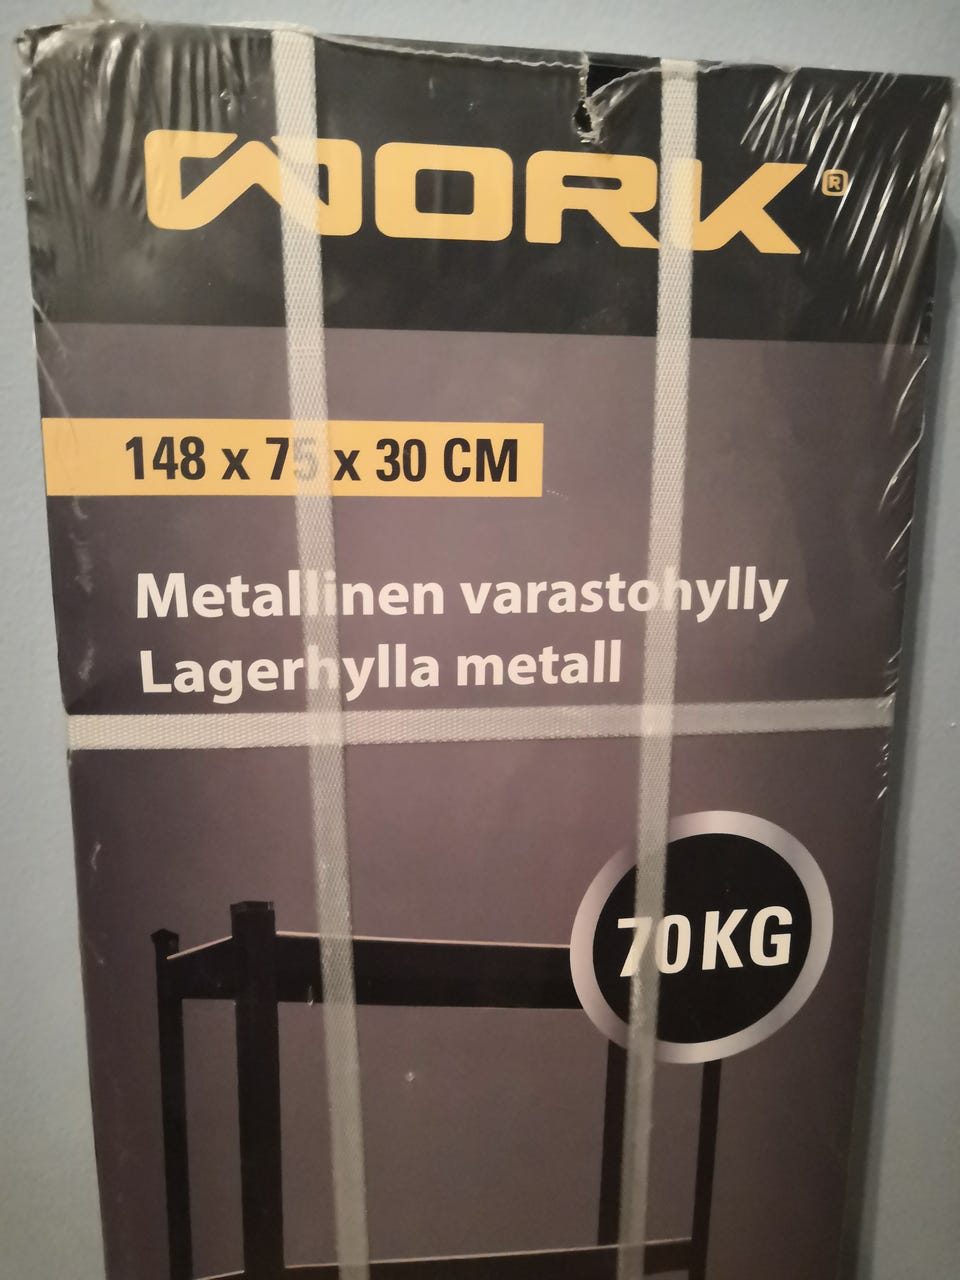 WORK®
148 x 75 x 30 CM
Metallinen varastohylly
Lagerhylla metall
70KG